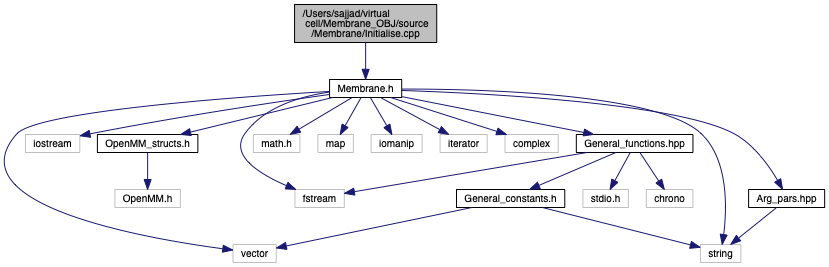 /Users/sajjad/virtual
cell/Membrane_OBJ/source
/Membrane/Initialise.cpp
Membrane.h
iostream
OpenMM_structs.h
math.h
map
iomanip
iterator
complex
General_functions.hpp
OpenMM.h
fstream
General_constants.h
stdio.h
chrono
Arg_pars.hpp
vector
string